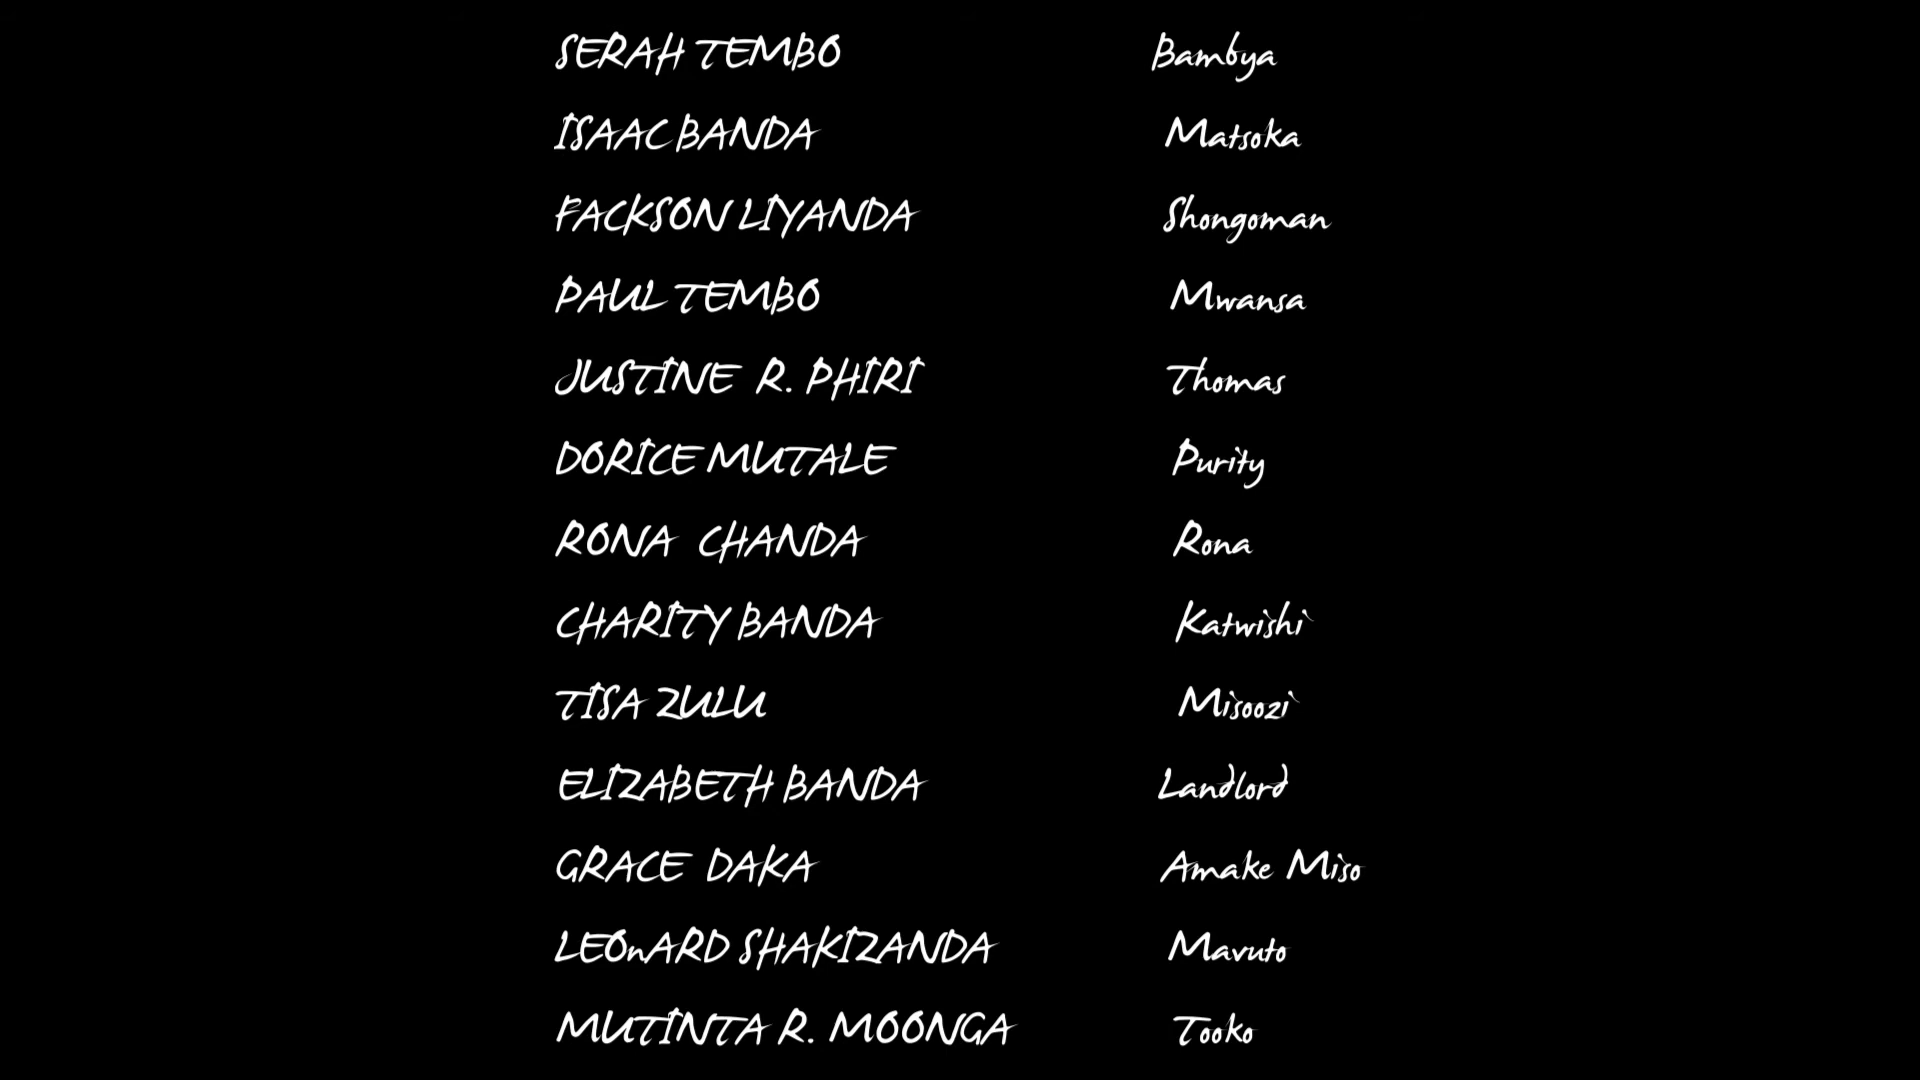 SERAH TEMBO Bambya
ISAAC BANDA Matsoka
FACKSON LIYANDA Shongoman
PAUL TEMBO Mwansa
JUSTINE R. PHIRI Thomas
DORICE MUTALE Purity
RONA CHANDA Rona
CHARITY BANDA Katwishi
TISA ZULU Misoozi
ELIZABETH BANDA Landlord
GRACE DAKA Amake Miso
LEOnARD SHAKIZANDA Mavuto
MUTINTA R. MOONGA Tooko